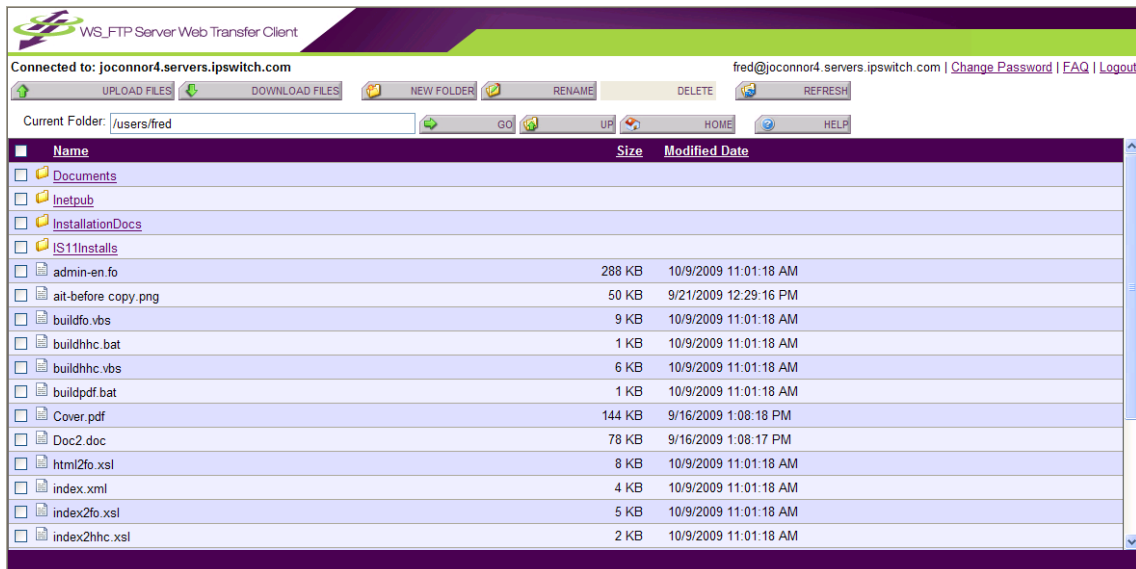 WS_FTP Server Web Transfer Client
Connected to: joconnor4.servers.ipswitch.com fred@joconnor4.servers.ipswitch.com | Change Password | FAQ | Logout
UPLOAD FILES DOWNLOAD FILES NEW FOLDER RENAME DELETE REFRESH
Current Folder: /users/fred GO UP HOME HELP
Name Size Modified Date
Documents
Inetpub
InstallationDocs
IS11Installs
admin-en.fo 288 KB 10/9/2009 11:01:18 AM
ait-before copy.png 50 KB 9/21/2009 12:29:16 PM
buildfo.vbs 9 KB 10/9/2009 11:01:18 AM
buildhhc.bat 1 KB 10/9/2009 11:01:18 AM
buildhhc.vbs 6 KB 10/9/2009 11:01:18 AM
buildpdf.bat 1 KB 10/9/2009 11:01:18 AM
Cover.pdf 144 KB 9/16/2009 1:08:18 PM
Doc2.doc 78 KB 9/16/2009 1:08:17 PM
html2fo.xsl 8 KB 10/9/2009 11:01:18 AM
index.xml 4 KB 10/9/2009 11:01:18 AM
index2fo.xsl 5 KB 10/9/2009 11:01:18 AM
index2hhc.xsl 2 KB 10/9/2009 11:01:18 AM